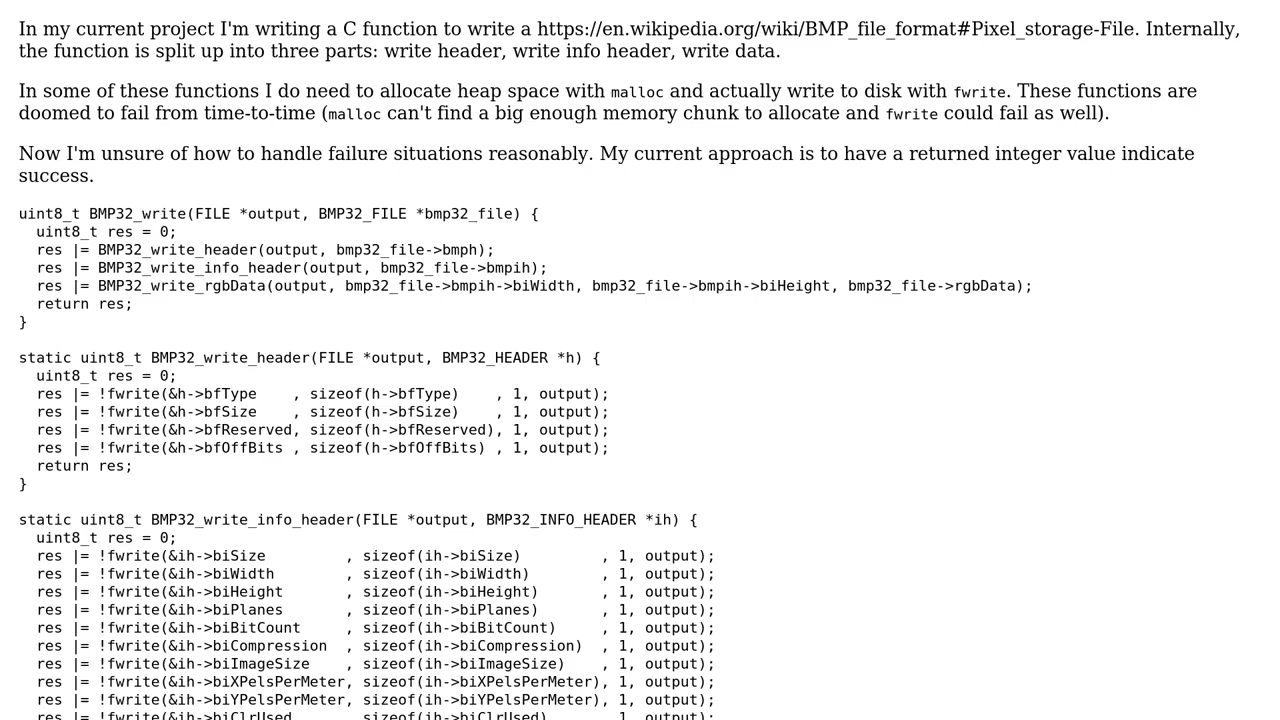 In my current project I'm writing a C function to write a https://en.wikipedia.org/wiki/BMP_file_format#Pixel_storage-File. Internally,
the function is split up into three parts: write header, write info header, write data.
In some of these functions I do need to allocate heap space with malloc and actually write to disk with fwrite. These functions are
doomed to fail from time-to-time (malloc can't find a big enough memory chunk to allocate and fwrite could fail as well).
Now I'm unsure of how to handle failure situations reasonably. My current approach is to have a returned integer value indicate
success.
uint8_t BMP32_write(FILE *output, BMP32_FILE *bmp32_file) {
  uint8_t res = 0;
  res |= BMP32_write_header(output, bmp32_file->bmph);
  res |= BMP32_write_info_header(output, bmp32_file->bmpih);
  res |= BMP32_write_rgbData(output, bmp32_file->bmpih->biWidth, bmp32_file->bmpih->biHeight, bmp32_file->rgbData);
  return res;
}
static uint8_t BMP32_write_header(FILE *output, BMP32_HEADER *h) {
  uint8_t res = 0;
  res |= !fwrite(&h->bfType    , sizeof(h->bfType)    , 1, output);
  res |= !fwrite(&h->bfSize    , sizeof(h->bfSize)    , 1, output);
  res |= !fwrite(&h->bfReserved, sizeof(h->bfReserved), 1, output);
  res |= !fwrite(&h->bfOffBits , sizeof(h->bfOffBits) , 1, output);
  return res;
}
static uint8_t BMP32_write_info_header(FILE *output, BMP32_INFO_HEADER *ih) {
  uint8_t res = 0;
  res |= !fwrite(&ih->biSize         , sizeof(ih->biSize)         , 1, output);
  res |= !fwrite(&ih->biWidth        , sizeof(ih->biWidth)        , 1, output);
  res |= !fwrite(&ih->biHeight       , sizeof(ih->biHeight)       , 1, output);
  res |= !fwrite(&ih->biPlanes       , sizeof(ih->biPlanes)       , 1, output);
  res |= !fwrite(&ih->biBitCount     , sizeof(ih->biBitCount)     , 1, output);
  res |= !fwrite(&ih->biCompression  , sizeof(ih->biCompression)  , 1, output);
  res |= !fwrite(&ih->biImageSize    , sizeof(ih->biImageSize)    , 1, output);
  res |= !fwrite(&ih->biXPelsPerMeter, sizeof(ih->biXPelsPerMeter), 1, output);
  res |= !fwrite(&ih->biYPelsPerMeter, sizeof(ih->biYPelsPerMeter), 1, output);
  res |= !fwrite(&ih->biClrUsed      , sizeof(ih->biClrUsed)      , 1, output);